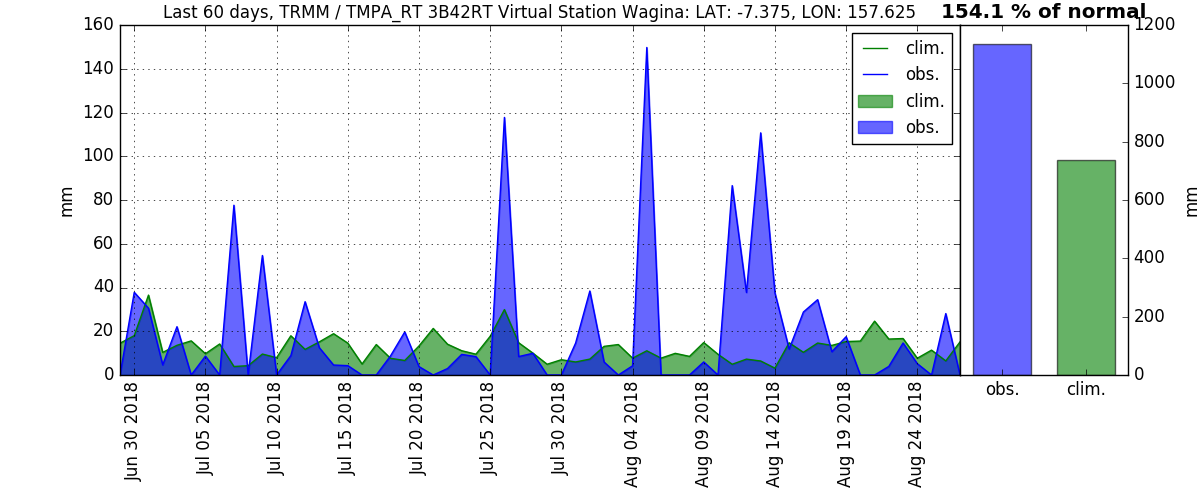 Last 60 days, TRMM / TMPA_RT 3B42RT Virtual Station Wagina: LAT: -7.375, LON: 157.625
154.1 % of normal
160
140
120
100
80
60
40
20
0
mm
clim.
obs.
clim.
obs.
Jun 30 2018
Jul 05 2018
Jul 10 2018
Jul 15 2018
Jul 20 2018
Jul 25 2018
Jul 30 2018
Aug 04 2018
Aug 09 2018
Aug 14 2018
Aug 19 2018
Aug 24 2018
1200
1000
800
600
400
200
0
mm
obs.
clim.